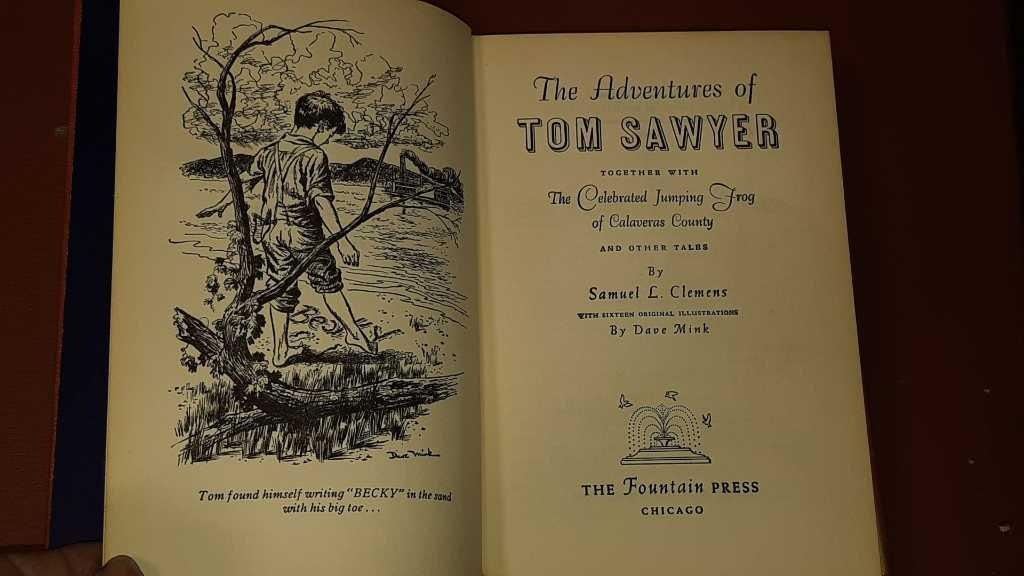 Dave Mink
Tom found himself writing "BECKY" in the sand
with his big toe...
The Adventures of
TOM SAWYER
TOGETHER WITH
The Celebrated Jumping Frog
of Calaveras County
AND OTHER TALES
By
Samuel L. Clemens
WITH SIXTEEN ORIGINAL ILLUSTRATIONS
By Dave Mink
THE Fountain PRESS
CHICAGO